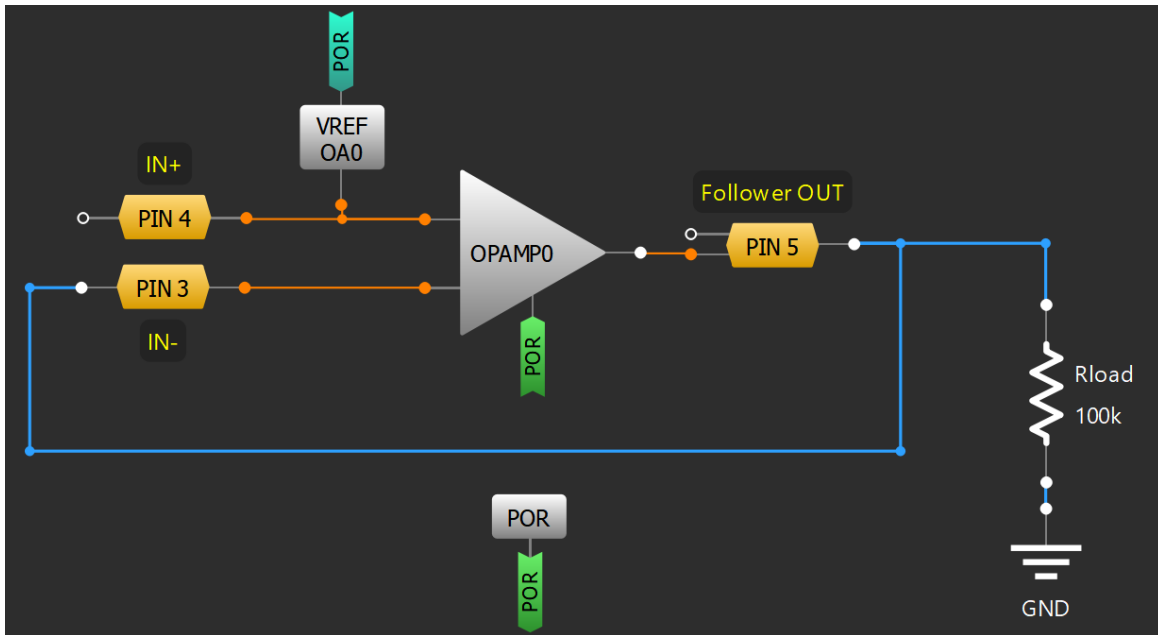 POR
VREF
OA0
IN+
PIN 4
Follower OUT
PIN 5
OPAMP0
PIN 3
IN-
POR
Rload
100k
POR
POR
GND